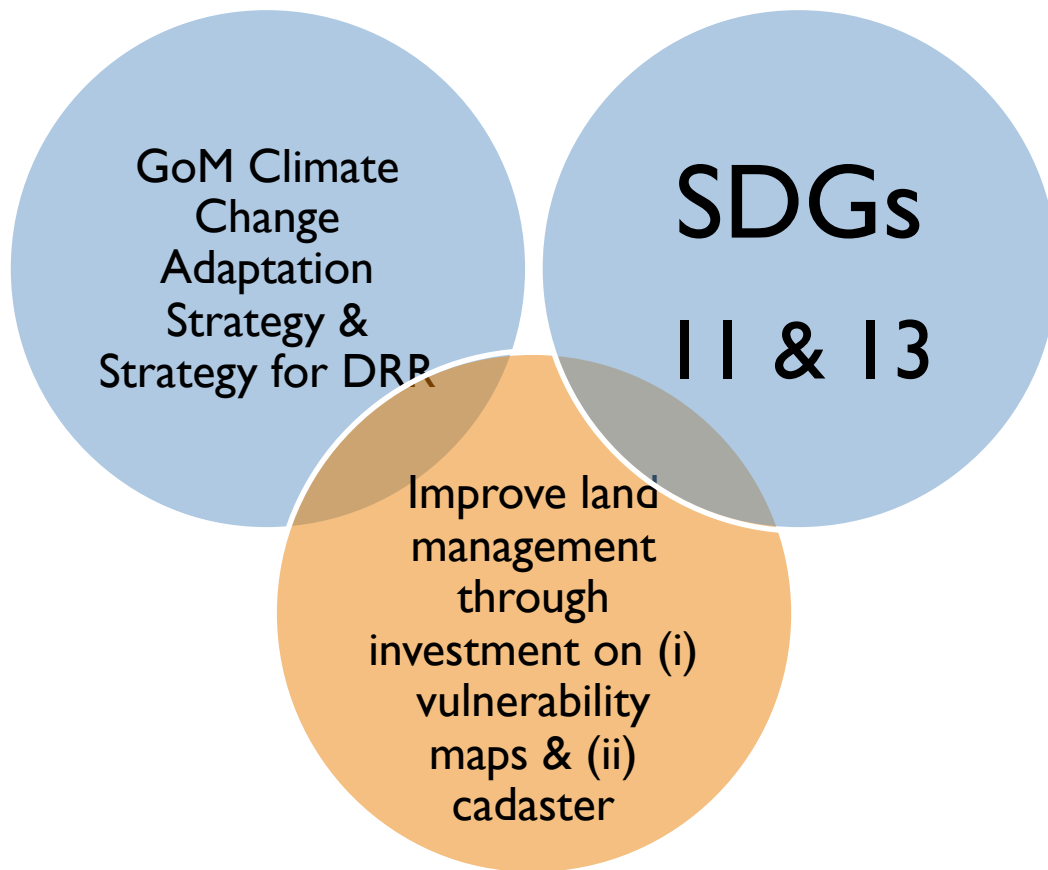 GoM Climate
Change
Adaptation
Strategy &
Strategy for DRR
SDGs
11 & 13
Improve land
management
through
investment on (i)
vulnerability
maps & (ii)
cadaster